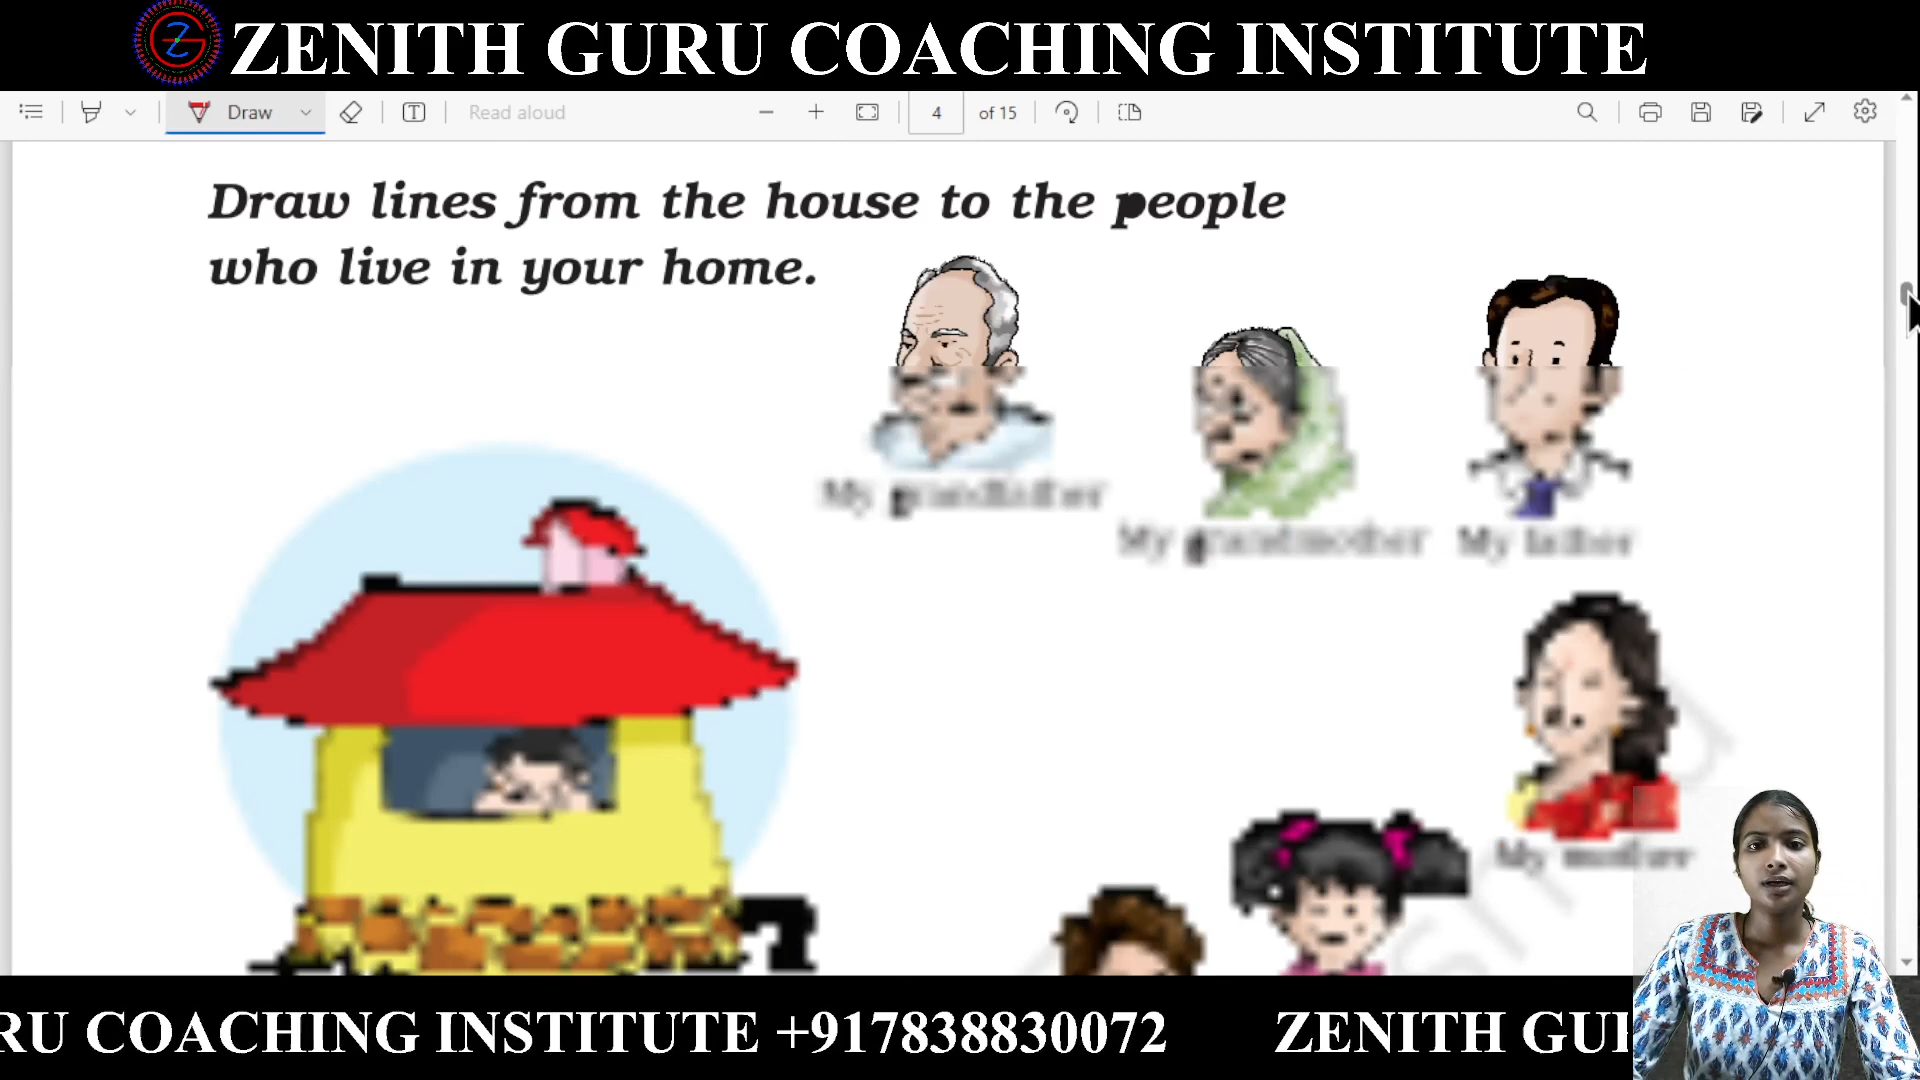 ZENITH GURU COACHING INSTITUTE
Draw
Read aloud
4 of 15
Draw lines from the house to the people
who live in your home.
My grandfather
My grandmother
My father
My mother
RU COACHING INSTITUTE +917838830072 ZENITH GU